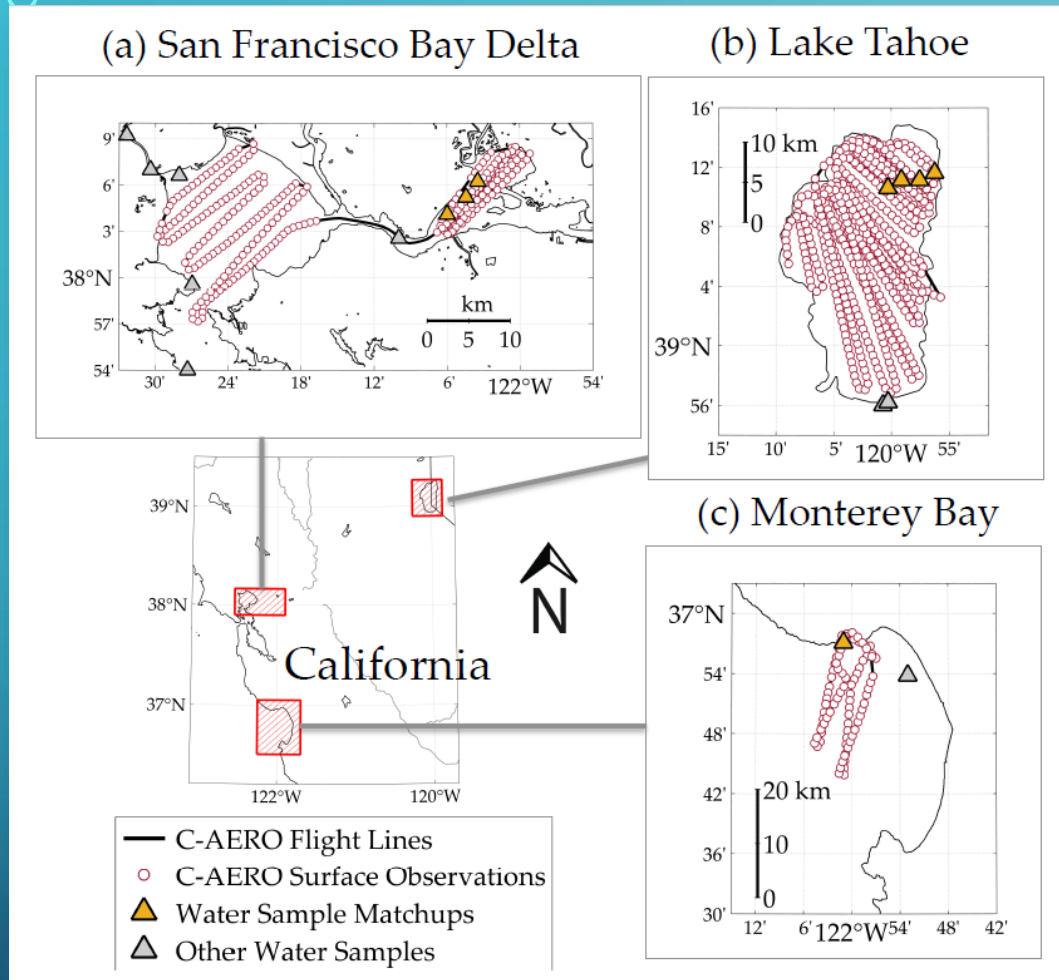 (a) San Francisco Bay Delta
9'
6'
3'
38°N
57'
54'
30'
24'
18'
12'
6'
122°W
54'
km
0 5 10
(b) Lake Tahoe
16'
12'
8'
4'
39°N
56'
15'
10'
5'
120°W
55'
10 km
5
0
39°N
38°N
37°N
122°W
120°W
California
N
(c) Monterey Bay
37°N
54'
48'
42'
36'
30'
12'
6'
122°W
54'
48'
42'
20 km
10
0
C-AERO Flight Lines
C-AERO Surface Observations
Water Sample Matchups
Other Water Samples